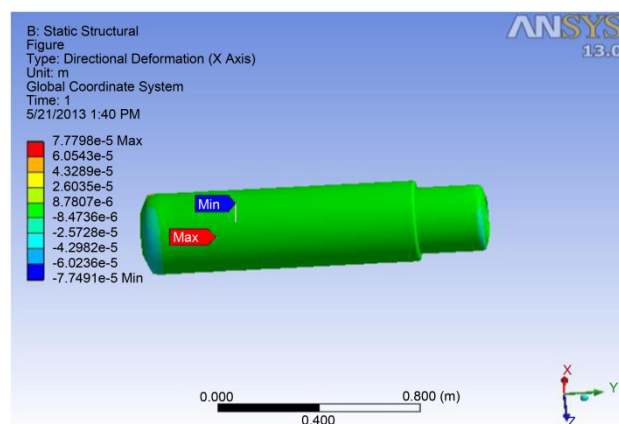 B: Static Structural
Figure
Type: Directional Deformation (X Axis)
Unit: m
Global Coordinate System
Time: 1
5/21/2013 1:40 PM
ANSYS
13.0
7.7798e-5 Max
6.0543e-5
4.3289e-5
2.6035e-5
8.7807e-6
-8.4736e-6
-2.5728e-5
-4.2982e-5
-6.0236e-5
-7.7491e-5 Min
Min
Max
0.000
0.800 (m)
0.400
X
Y
Z